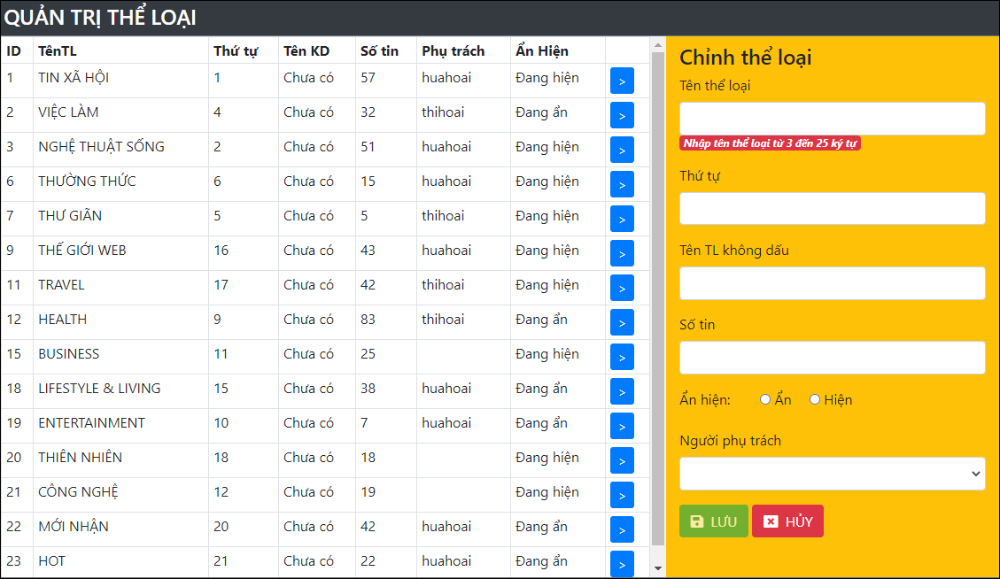 QUẢN TRỊ THỂ LOẠI
ID TênTL Thứ tự Tên KD Số tin Phụ trách Ẩn Hiện
1 TIN XÃ HỘI 1 Chưa có 57 huahoai Đang hiện >
2 VIỆC LÀM 4 Chưa có 32 thihoai Đang ẩn >
3 NGHỆ THUẬT SỐNG 2 Chưa có 51 huahoai Đang hiện >
6 THƯỜNG THỨC 6 Chưa có 15 huahoai Đang hiện >
7 THƯ GIÃN 5 Chưa có 5 thihoai Đang hiện >
9 THẾ GIỚI WEB 16 Chưa có 43 huahoai Đang hiện >
11 TRAVEL 17 Chưa có 42 thihoai Đang hiện >
12 HEALTH 9 Chưa có 83 thihoai Đang ẩn >
15 BUSINESS 11 Chưa có 25 Đang hiện >
18 LIFESTYLE & LIVING 15 Chưa có 38 huahoai Đang ẩn >
19 ENTERTAINMENT 10 Chưa có 7 huahoai Đang ẩn >
20 THIÊN NHIÊN 18 Chưa có 18 Đang hiện >
21 CÔNG NGHỆ 12 Chưa có 19 Đang hiện >
22 MỚI NHẬN 20 Chưa có 42 huahoai Đang ẩn >
23 HOT 21 Chưa có 22 huahoai Đang ẩn >
Chỉnh thể loại
Tên thể loại
Nhập tên thể loại từ 3 đến 25 ký tự
Thứ tự
Tên TL không dấu
Số tin
Ẩn hiện: Ẩn Hiện
Người phụ trách
LƯU HỦY